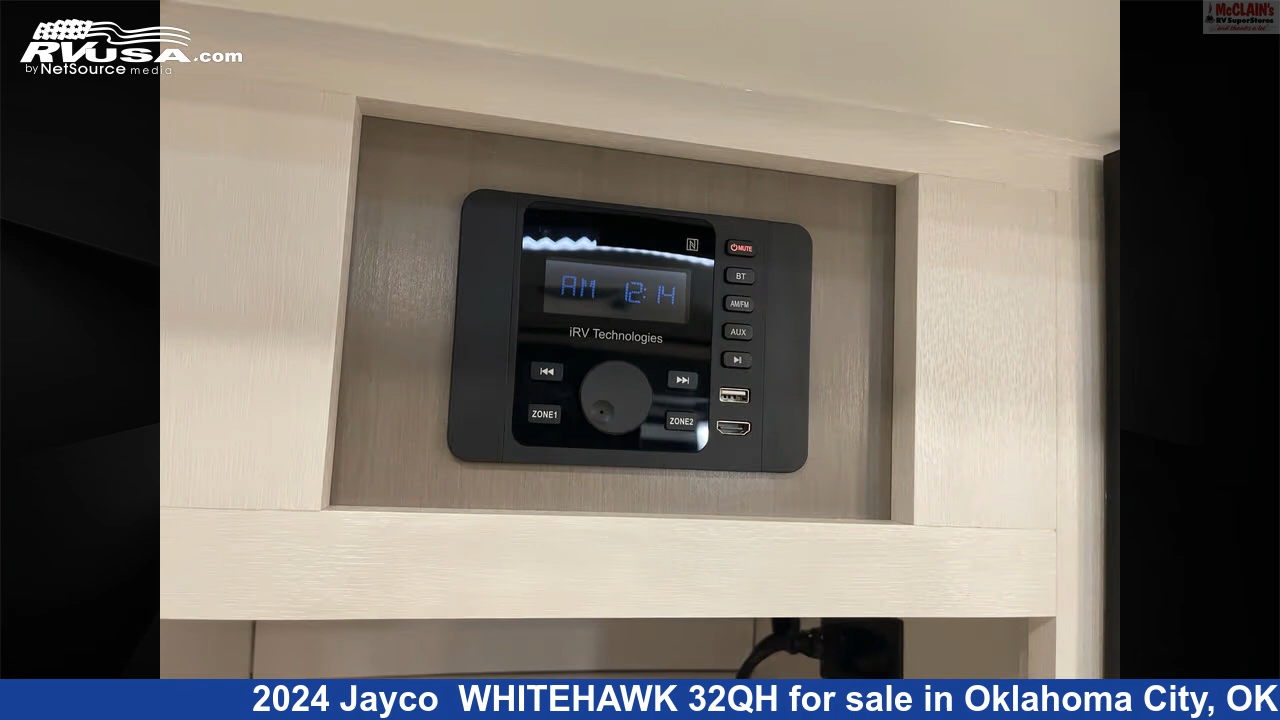 RVUSA.com
by NetSource media
McCLAIN's
RV SuperStores
N
MUTE
BT
AM 12:14
AM/FM
iRV Technologies
AUX
ZONE1
ZONE2
2024 Jayco WHITEHAWK 32QH for sale in Oklahoma City, OK